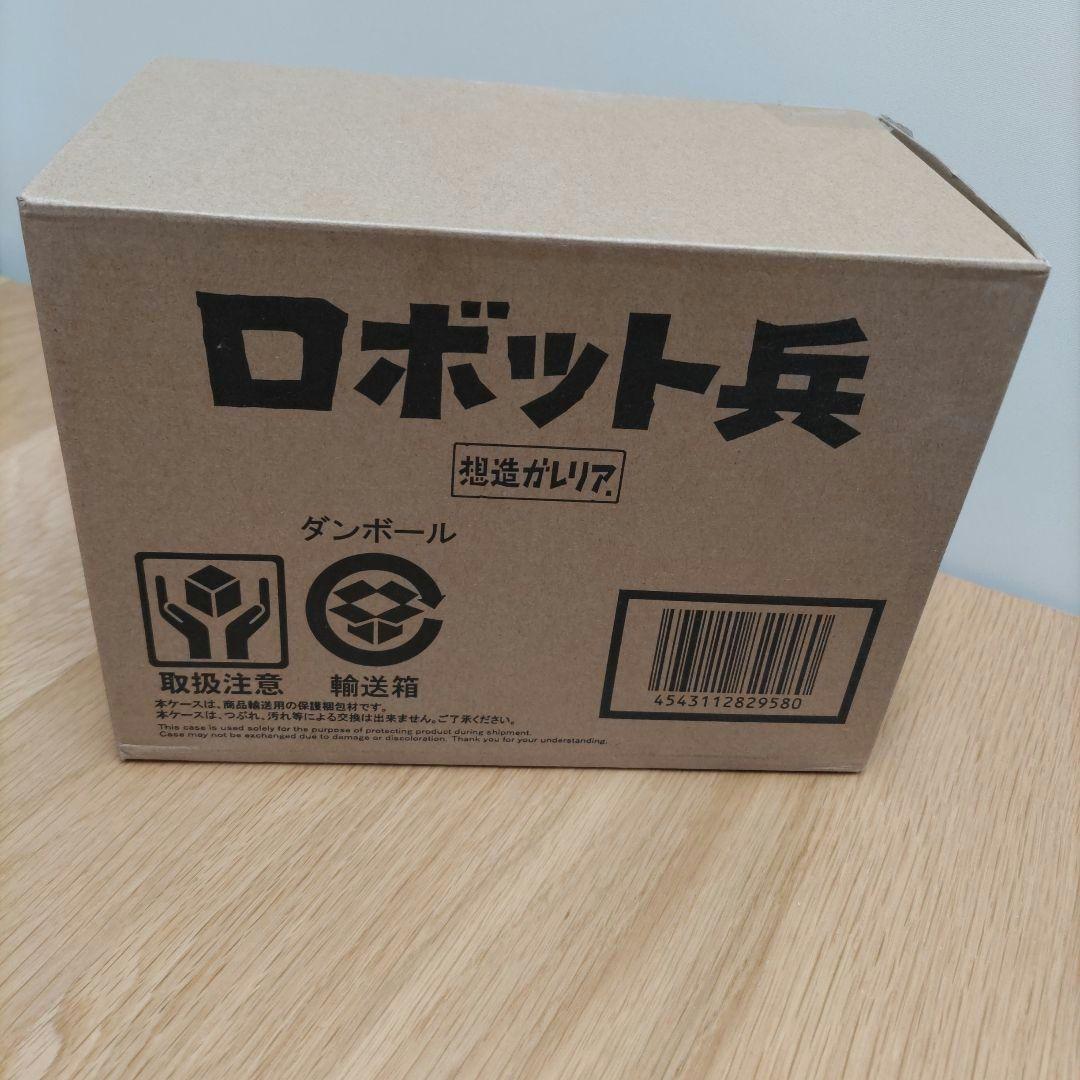 ロボット兵
想造ガレリア.
ダンボール
取扱注意
輸送箱
本ケースは、商品輸送用の保護梱包材です。
本ケースは、つぶれ、汚れ等による交換は出来ません。ご了承ください。
This case is used solely for the purpose of protecting product during shipment.
Case may not be exchanged due to damage or discoloration. Thank you for your understanding.
4543112829580